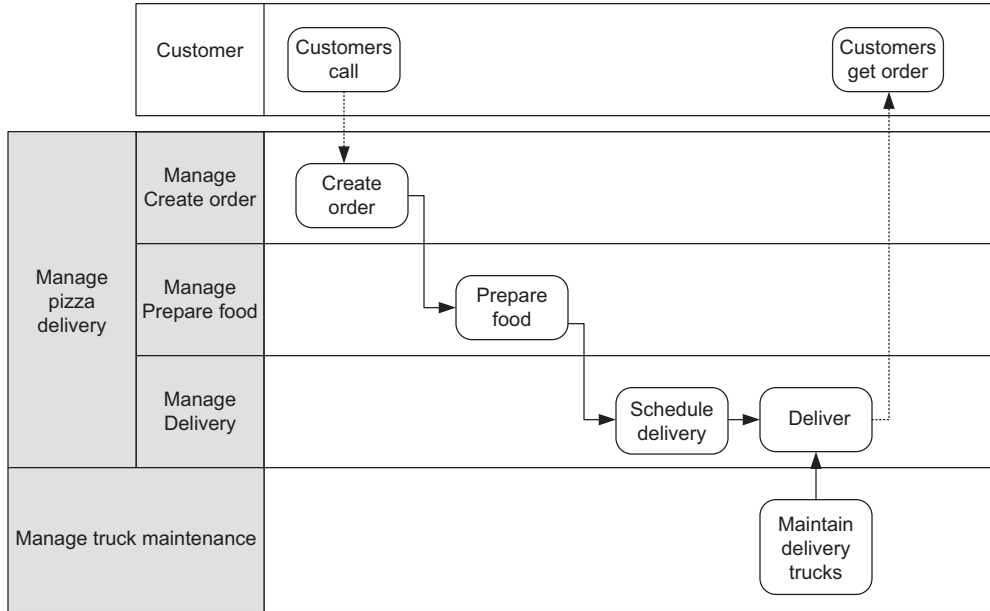 Customer
Customers
call
Customers
get order
Manage
pizza
delivery
Manage
Create order
Create
order
Manage
Prepare food
Prepare
food
Manage
Delivery
Schedule
delivery
Deliver
Manage truck maintenance
Maintain
delivery
trucks